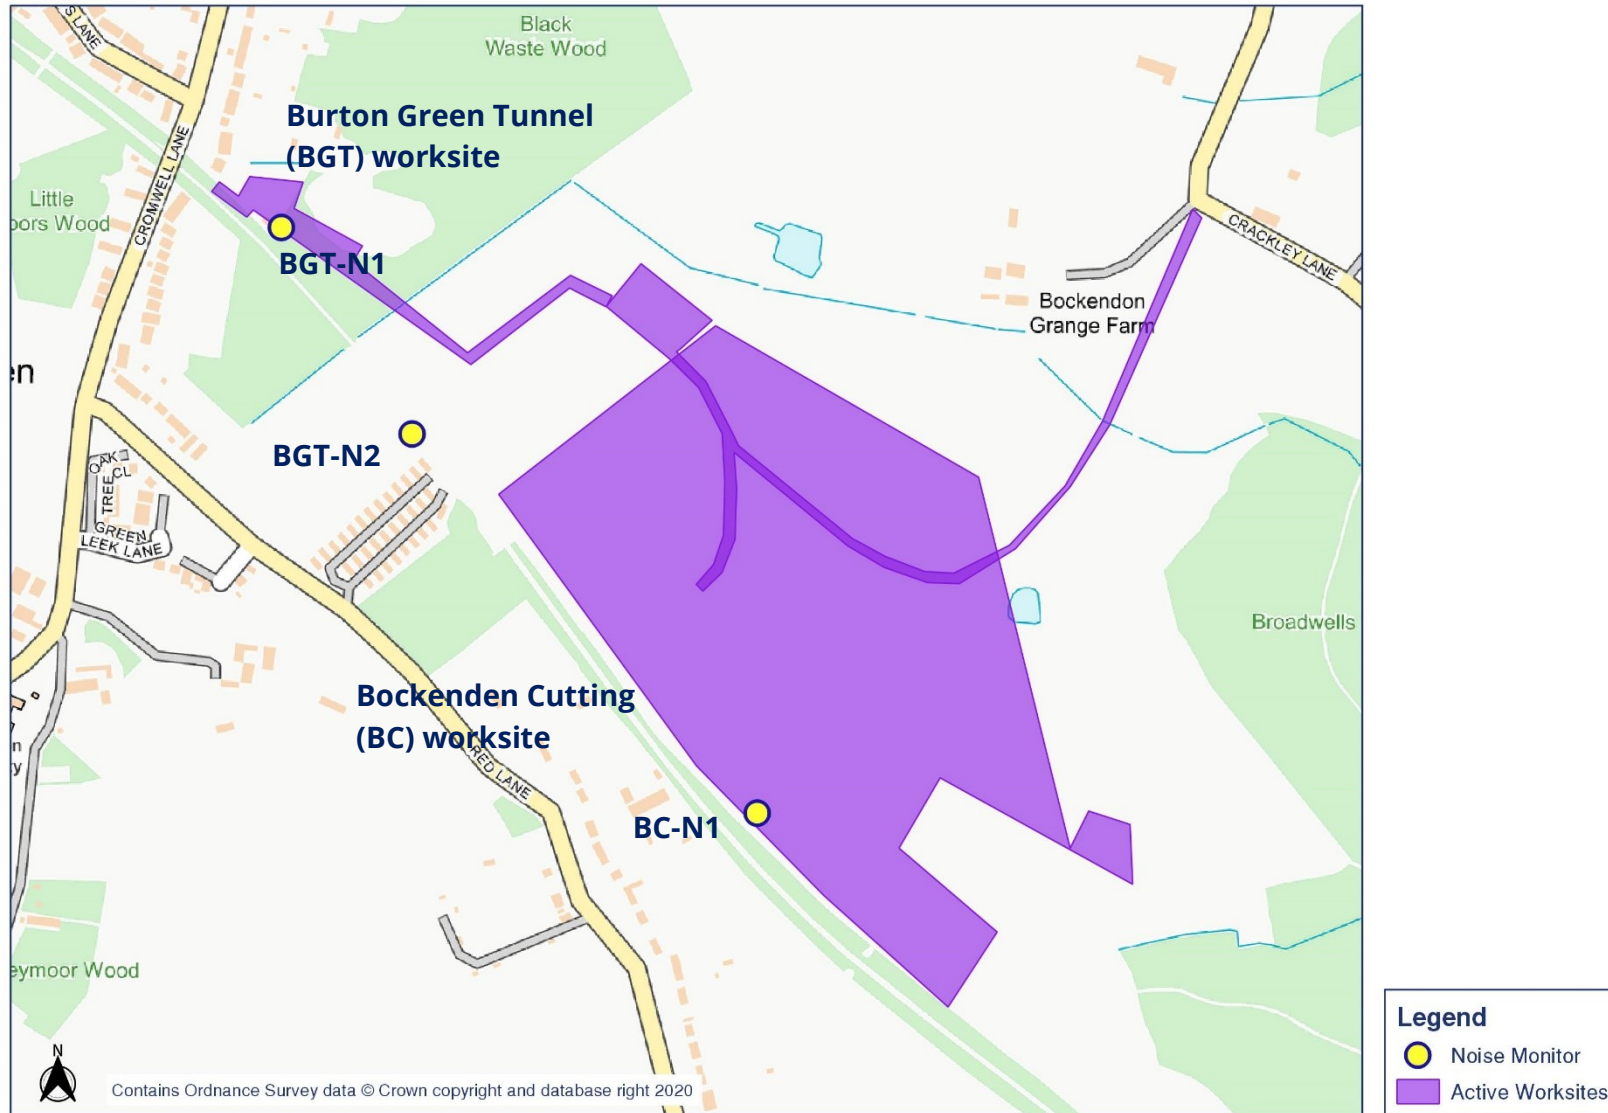 S LANE
Black
Waste Wood
Burton Green Tunnel
(BGT) worksite
CROMWELL LANE
Little
oors Wood
BGT-N1
CRACKLEY LANE
Bockendon
Grange Farm
en
BGT-N2
OAK
TREE CL
GREEN
LEEK LANE
Broadwells
Bockenden Cutting
(BC) worksite
RED LANE
n
y
BC-N1
eymoor Wood
N
Contains Ordnance Survey data © Crown copyright and database right 2020
Legend
Noise Monitor
Active Worksites